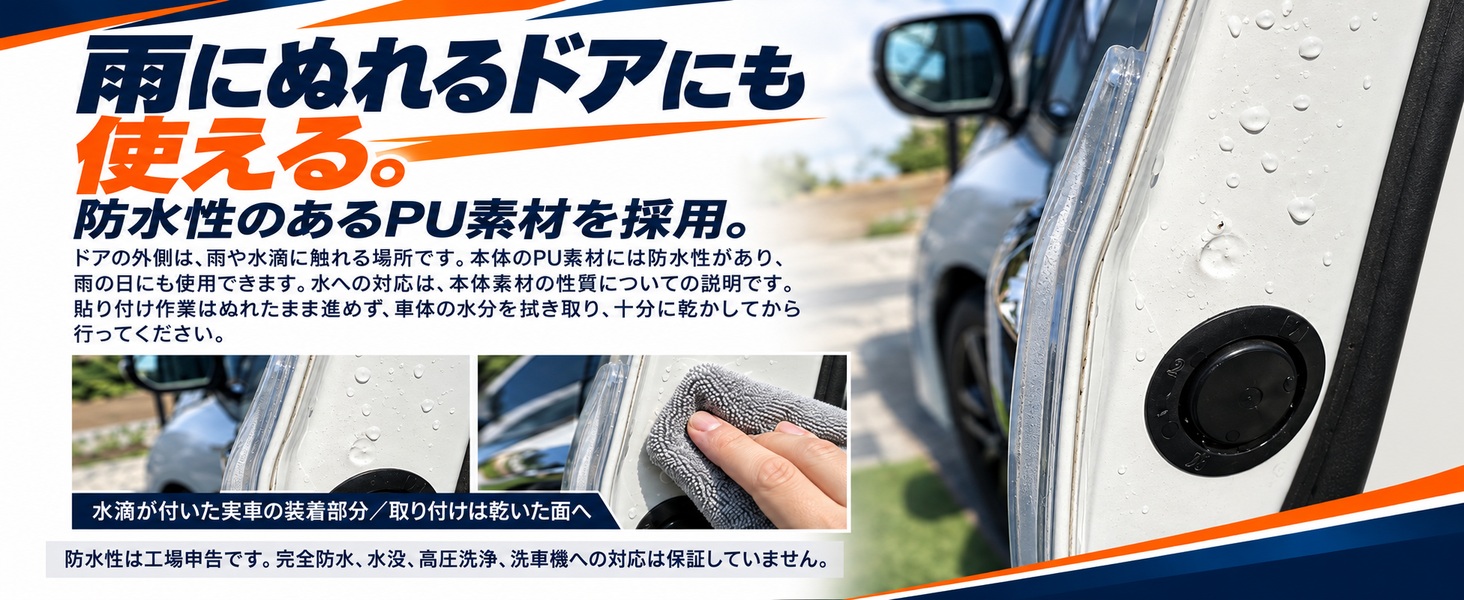 雨にぬれるドアにも
使える。
防水性のあるPU素材を採用。
ドアの外側は、雨や水滴に触れる場所です。本体のPU素材には防水性があり、
雨の日にも使用できます。水への対応は、本体素材の性質についての説明です。
貼り付け作業はぬれたまま進めず、車体の水分を拭き取り、十分に乾かしてから
行ってください。
水滴が付いた実車の装着部分／取り付けは乾いた面へ
防水性は工場申告です。完全防水、水没、高圧洗浄、洗車機への対応は保証していません。